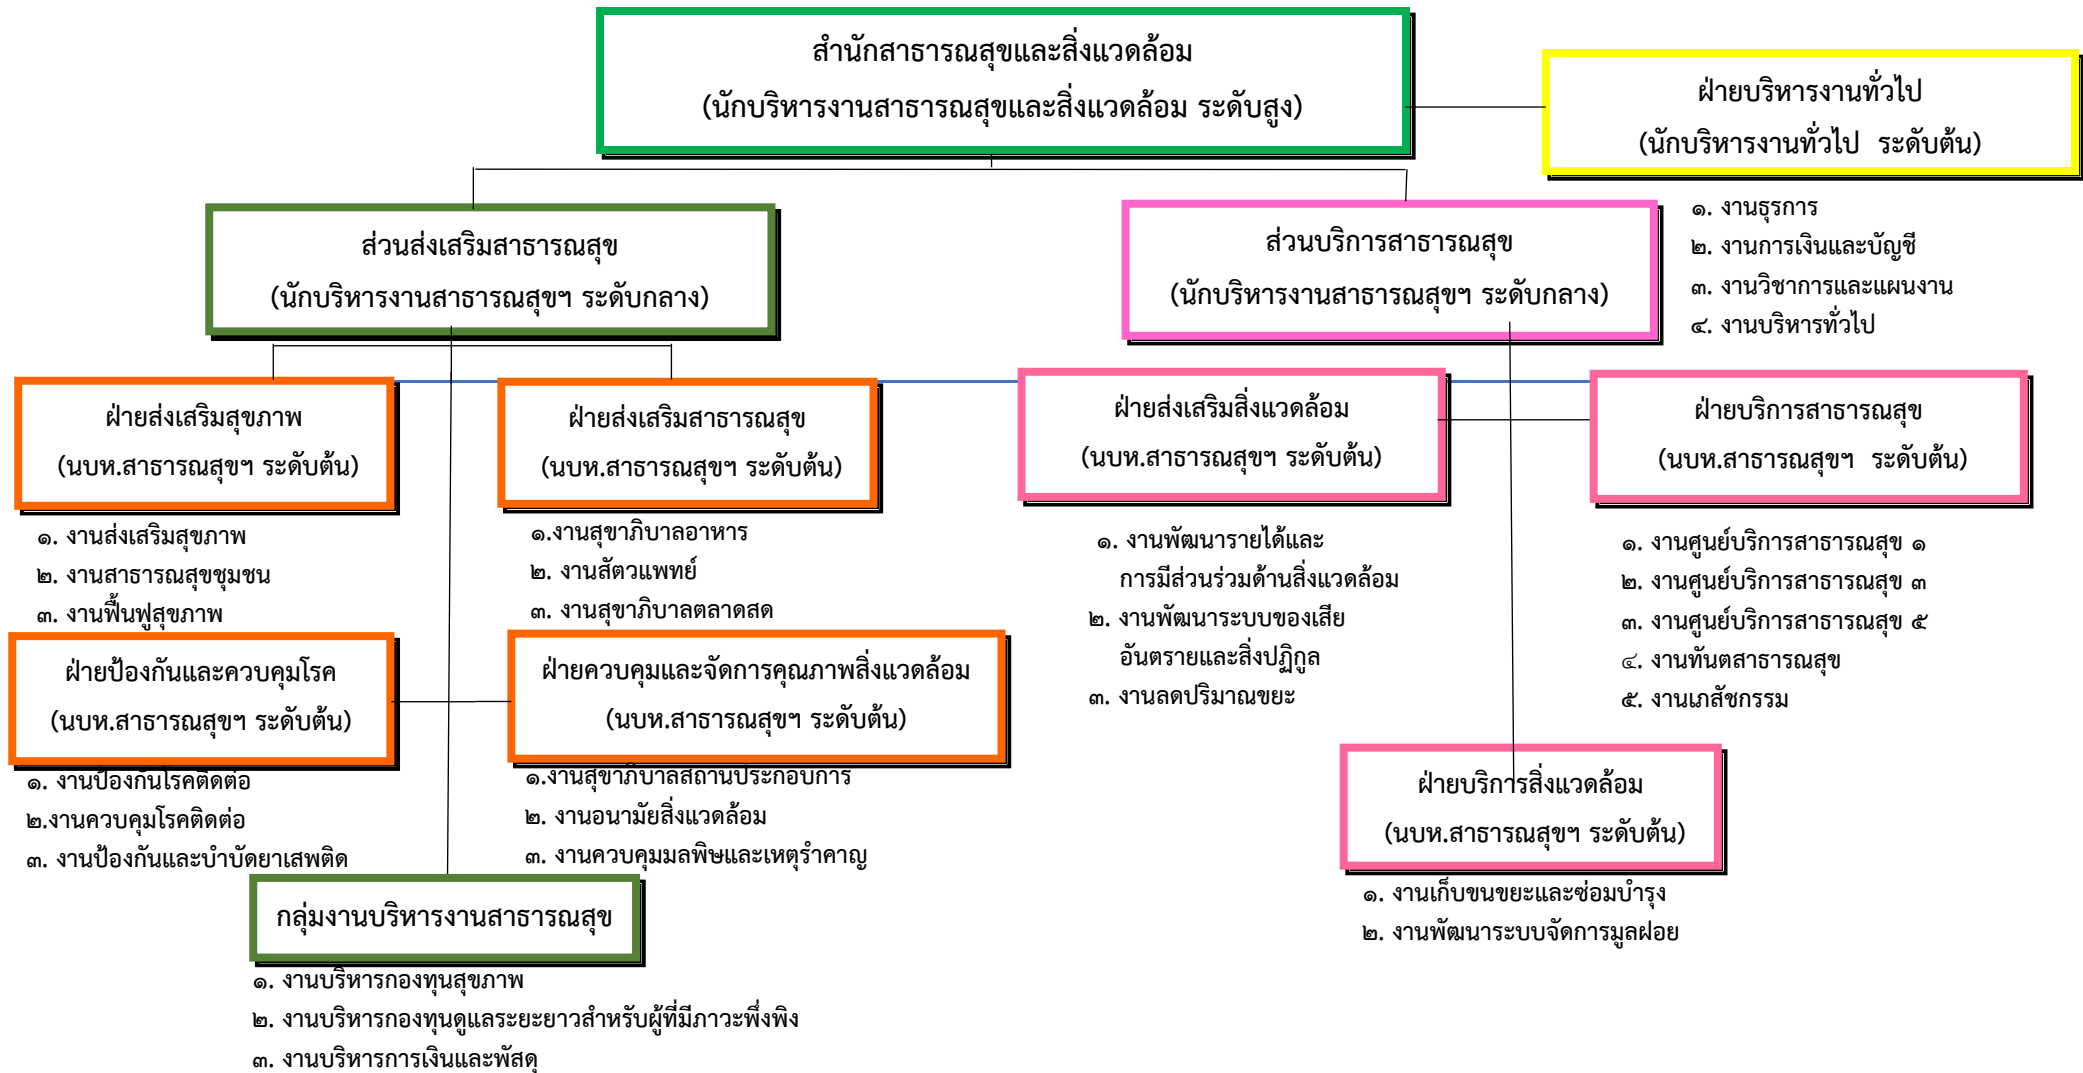 สำนักสาธารณสุขและสิ่งแวดล้อม
(นักบริหารงานสาธารณสุขและสิ่งแวดล้อม ระดับสูง)
ฝ่ายบริหารงานทั่วไป
(นักบริหารงานทั่วไป ระดับต้น)
๑. งานธุรการ
๒. งานการเงินและบัญชี
๓. งานวิชาการและแผนงาน
๔. งานบริหารทั่วไป
ส่วนส่งเสริมสาธารณสุข
(นักบริหารงานสาธารณสุขฯ ระดับกลาง)
ส่วนบริการสาธารณสุข
(นักบริหารงานสาธารณสุขฯ ระดับกลาง)
ฝ่ายส่งเสริมสุขภาพ
(นบห.สาธารณสุขฯ ระดับต้น)
๑. งานส่งเสริมสุขภาพ
๒. งานสาธารณสุขชุมชน
๓. งานฟื้นฟูสุขภาพ
ฝ่ายส่งเสริมสาธารณสุข
(นบห.สาธารณสุขฯ ระดับต้น)
๑.งานสุขาภิบาลอาหาร
๒. งานสัตวแพทย์
๓. งานสุขาภิบาลตลาดสด
ฝ่ายส่งเสริมสิ่งแวดล้อม
(นบห.สาธารณสุขฯ ระดับต้น)
๑. งานพัฒนารายได้และ
การมีส่วนร่วมด้านสิ่งแวดล้อม
๒. งานพัฒนาระบบของเสีย
อันตรายและสิ่งปฏิกูล
๓. งานลดปริมาณขยะ
ฝ่ายบริการสาธารณสุข
(นบห.สาธารณสุขฯ ระดับต้น)
๑. งานศูนย์บริการสาธารณสุข ๑
๒. งานศูนย์บริการสาธารณสุข ๓
๓. งานศูนย์บริการสาธารณสุข ๕
๔. งานทันตสาธารณสุข
๕. งานเภสัชกรรม
ฝ่ายป้องกันและควบคุมโรค
(นบห.สาธารณสุขฯ ระดับต้น)
๑. งานป้องกันโรคติดต่อ
๒.งานควบคุมโรคติดต่อ
๓. งานป้องกันและบำบัดยาเสพติด
ฝ่ายควบคุมและจัดการคุณภาพสิ่งแวดล้อม
(นบห.สาธารณสุขฯ ระดับต้น)
๑.งานสุขาภิบาลสถานประกอบการ
๒. งานอนามัยสิ่งแวดล้อม
๓. งานควบคุมมลพิษและเหตุรำคาญ
ฝ่ายบริการสิ่งแวดล้อม
(นบห.สาธารณสุขฯ ระดับต้น)
๑. งานเก็บขนขยะและซ่อมบำรุง
๒. งานพัฒนาระบบจัดการมูลฝอย
กลุ่มงานบริหารงานสาธารณสุข
๑. งานบริหารกองทุนสุขภาพ
๒. งานบริหารกองทุนดูแลระยะยาวสำหรับผู้ที่มีภาวะพึ่งพิง
๓. งานบริหารการเงินและพัสดุ